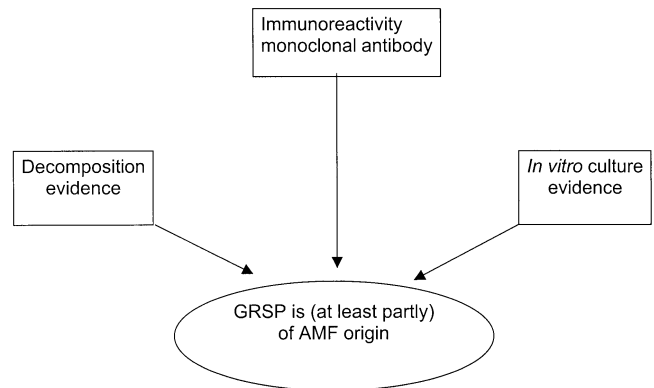 Immunoreactivity
monoclonal antibody
Decomposition
evidence
In vitro culture
evidence
GRSP is (at least partly)
of AMF origin